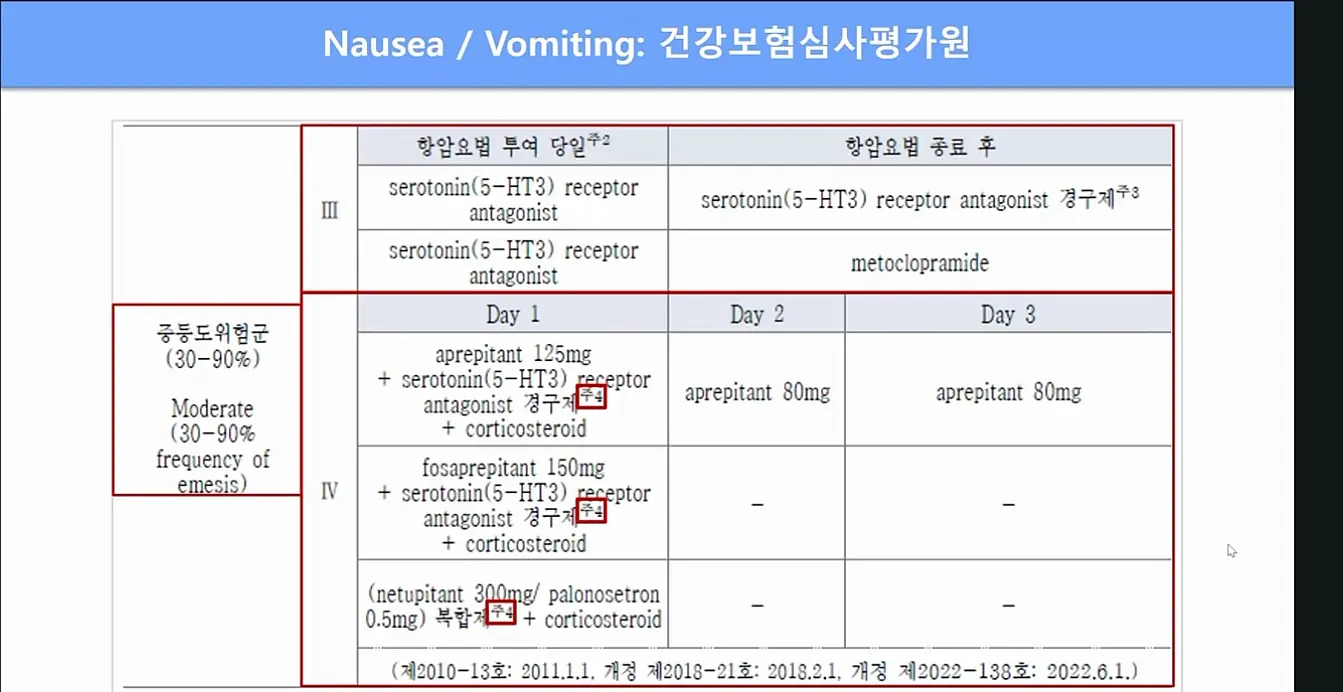 Nausea / Vomiting: 건강보험심사평가원
항암요법 투여 당일주2
항암요법 종료 후
Ⅲ
serotonin(5-HT3) receptor
antagonist
serotonin(5-HT3) receptor antagonist 경구제주3
serotonin(5-HT3) receptor
antagonist
metoclopramide
중등도위험군
(30-90%)
Moderate
(30-90%
frequency of
emesis)
Ⅳ
Day 1
Day 2
Day 3
aprepitant 125mg
+ serotonin(5-HT3) receptor
antagonist 경구제주4
+ corticosteroid
aprepitant 80mg
aprepitant 80mg
fosaprepitant 150mg
+ serotonin(5-HT3) receptor
antagonist 경구제주4
+ corticosteroid
-
-
(netupitant 300mg/ palonosetron
0.5mg) 복합제주4 + corticosteroid
-
-
(제2010-13호: 2011.1.1, 개정 제2018-21호: 2018.2.1, 개정 제2022-138호: 2022.6.1.)